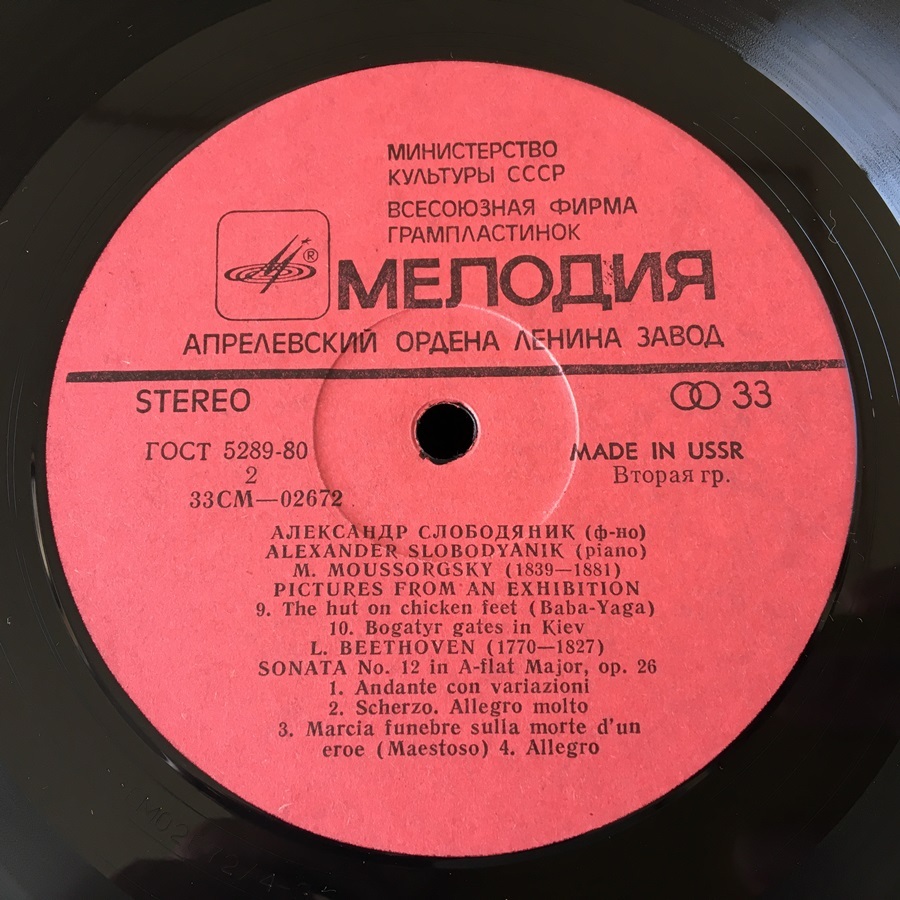 МИНИСТЕРСТВО
КУЛЬТУРЫ СССР
ВСЕСОЮЗНАЯ ФИРМА
ГРАМПЛАСТИНОК
®
МЕЛОДИЯ
АПРЕЛЕВСКИЙ ОРДЕНА ЛЕНИНА ЗАВОД
STEREO
33
ГОСТ 5289-80
MADE IN USSR
2
Вторая гр.
33СМ—02672
АЛЕКСАНДР СЛОБОДЯНИК (ф-но)
ALEXANDER SLOBODYANIK (piano)
M. MOUSSORGSKY (1839—1881)
PICTURES FROM AN EXHIBITION
9. The hut on chicken feet (Baba-Yaga)
10. Bogatyr gates in Kiev
L. BEETHOVEN (1770—1827)
SONATA No. 12 in A-flat Major, op. 26
1. Andante con variazioni
2. Scherzo. Allegro molto
3. Marcia funebre sulla morte d'un
eroe (Maestoso) 4. Allegro